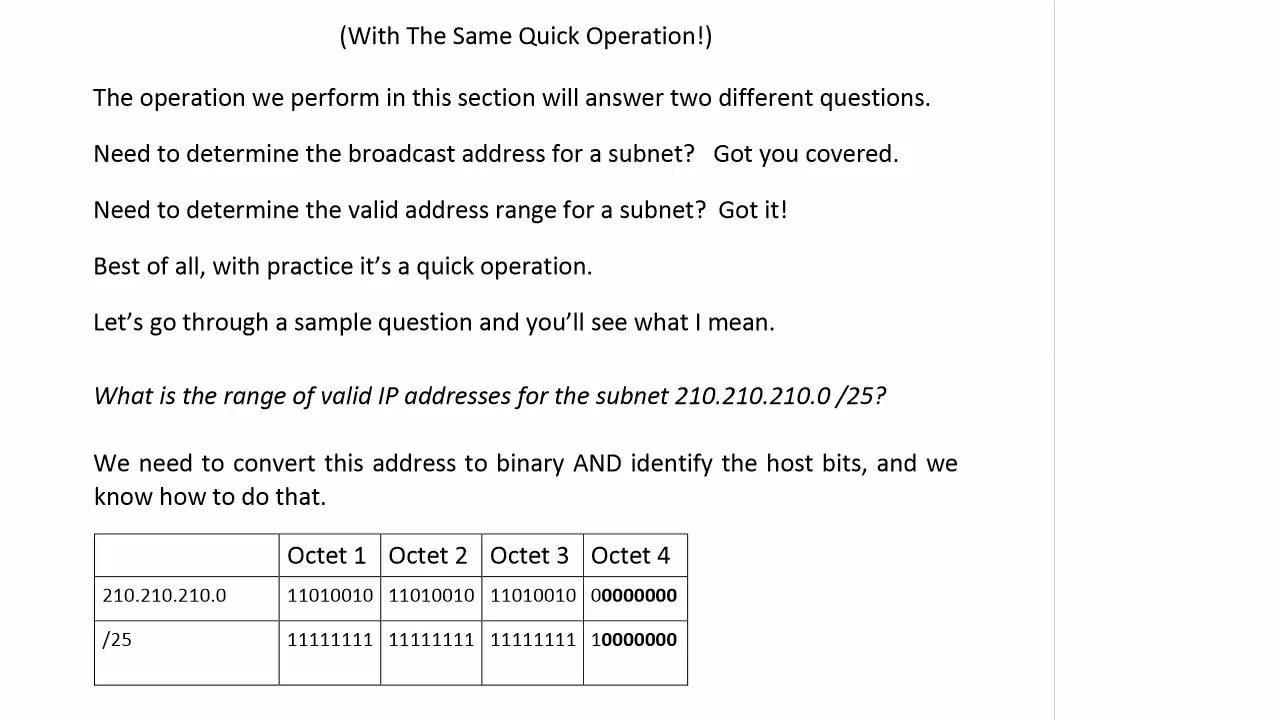 (With The Same Quick Operation!)
The operation we perform in this section will answer two different questions.
Need to determine the broadcast address for a subnet?   Got you covered.
Need to determine the valid address range for a subnet?  Got it!
Best of all, with practice it’s a quick operation.
Let’s go through a sample question and you’ll see what I mean.
What is the range of valid IP addresses for the subnet 210.210.210.0 /25?
We need to convert this address to binary AND identify the host bits, and we
know how to do that.
Octet 1 Octet 2 Octet 3 Octet 4
210.210.210.0 11010010 11010010 11010010 00000000
/25 11111111 11111111 11111111 10000000